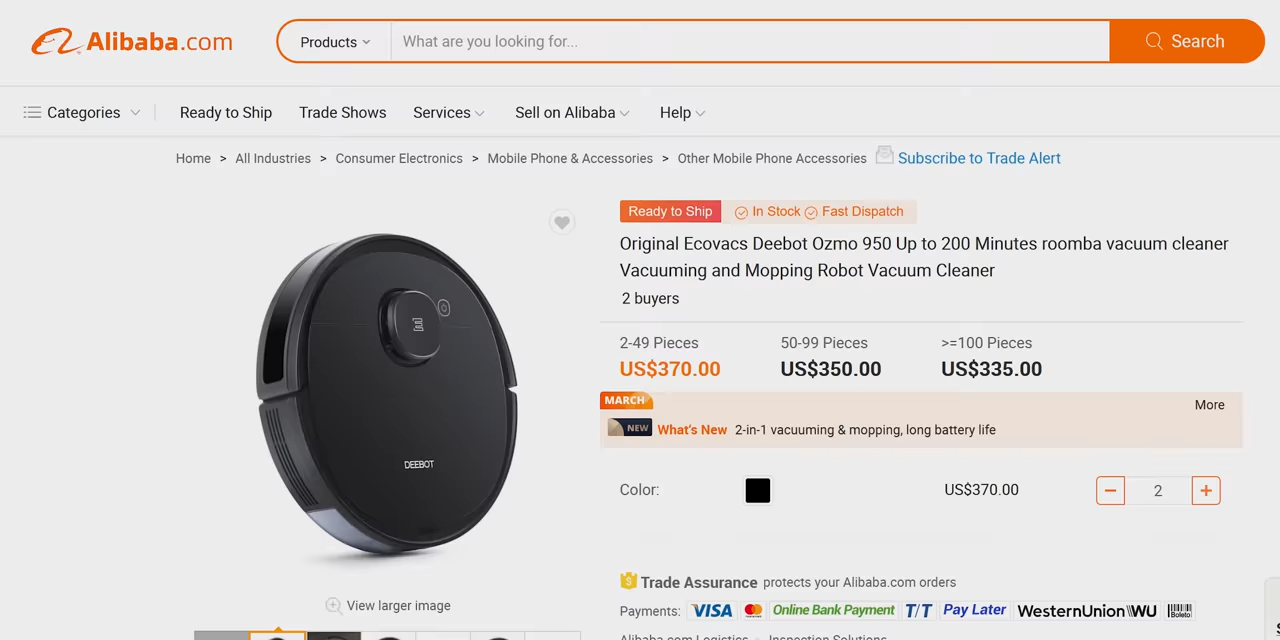 Alibaba.com
Products
What are you looking for...
Search
Categories
Ready to Ship
Trade Shows
Services
Sell on Alibaba
Help
Home > All Industries > Consumer Electronics > Mobile Phone & Accessories > Other Mobile Phone Accessories
Subscribe to Trade Alert
Ready to Ship
In Stock
Fast Dispatch
Original Ecovacs Deebot Ozmo 950 Up to 200 Minutes roomba vacuum cleaner
Vacuuming and Mopping Robot Vacuum Cleaner
2 buyers
2-49 Pieces
50-99 Pieces
>=100 Pieces
US$370.00
US$350.00
US$335.00
MARCH
More
NEW
What's New 2-in-1 vacuuming & mopping, long battery life
Color:
US$370.00
2
DEEBOT
Trade Assurance protects your Alibaba.com orders
View larger image
Payments: VISA Online Bank Payment T/T Pay Later WesternUnion WU Boleto
Alibaba.com Logistics
Inspection Solutions